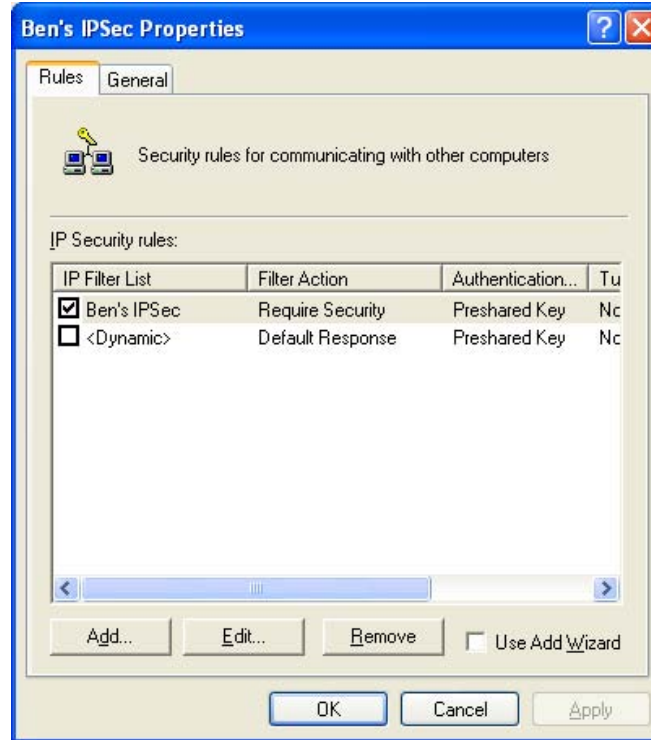 Ben's IPSec Properties
Rules General
Security rules for communicating with other computers
IP Security rules:
IP Filter List Filter Action Authentication... Tu
Ben's IPSec Require Security Preshared Key Nc
<Dynamic> Default Response Preshared Key Nc
Add... Edit... Remove Use Add Wizard
OK Cancel Apply